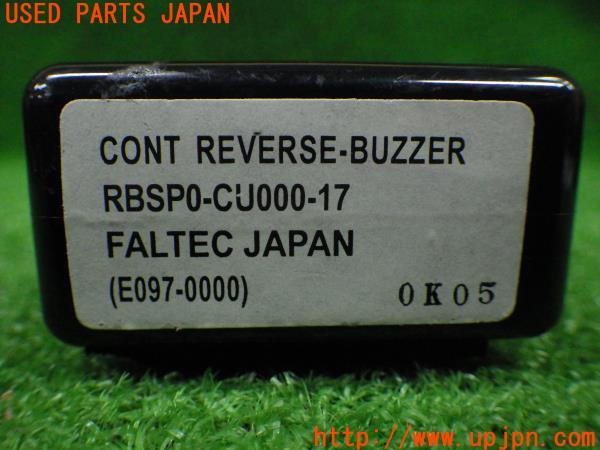 USED PARTS JAPAN
CONT REVERSE-BUZZER
RBSP0-CU000-17
FALTEC JAPAN
(E097-0000) 0K05
http://www.upjpn.com/